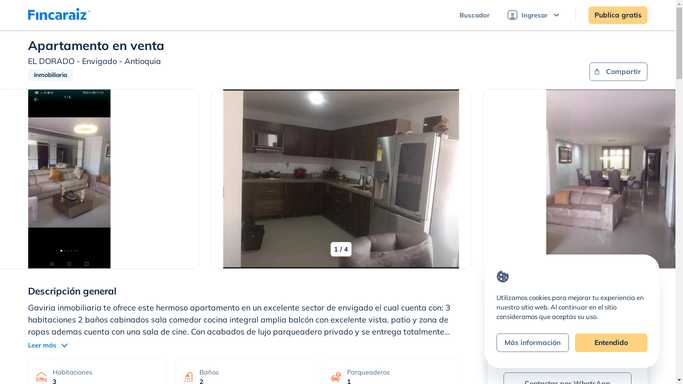 Fincaraiz
Buscador
Ingresar
Publica gratis
Apartamento en venta
EL DORADO - Envigado - Antioquia
Inmobiliaria
Compartir
1 / 4
Descripción general
Gaviria inmobiliaria te ofrece este hermoso apartamento en un excelente sector de envigado el cual cuenta con: 3
habitaciones 2 baños cabinados sala comedor cocina integral amplio balcón con excelente vista, patio y zona de
ropas ademas cuenta con una sala de cine. Con acabados de lujo parqueadero privado y se entrega totalmente...
Leer más
Habitaciones
3
Baños
2
Parqueaderos
1
Utilizamos cookies para mejorar tu experiencia en
nuestro sitio web. Al continuar en el sitio
consideramos que aceptas su uso.
Más información
Entendido
Contactar por WhatsApp